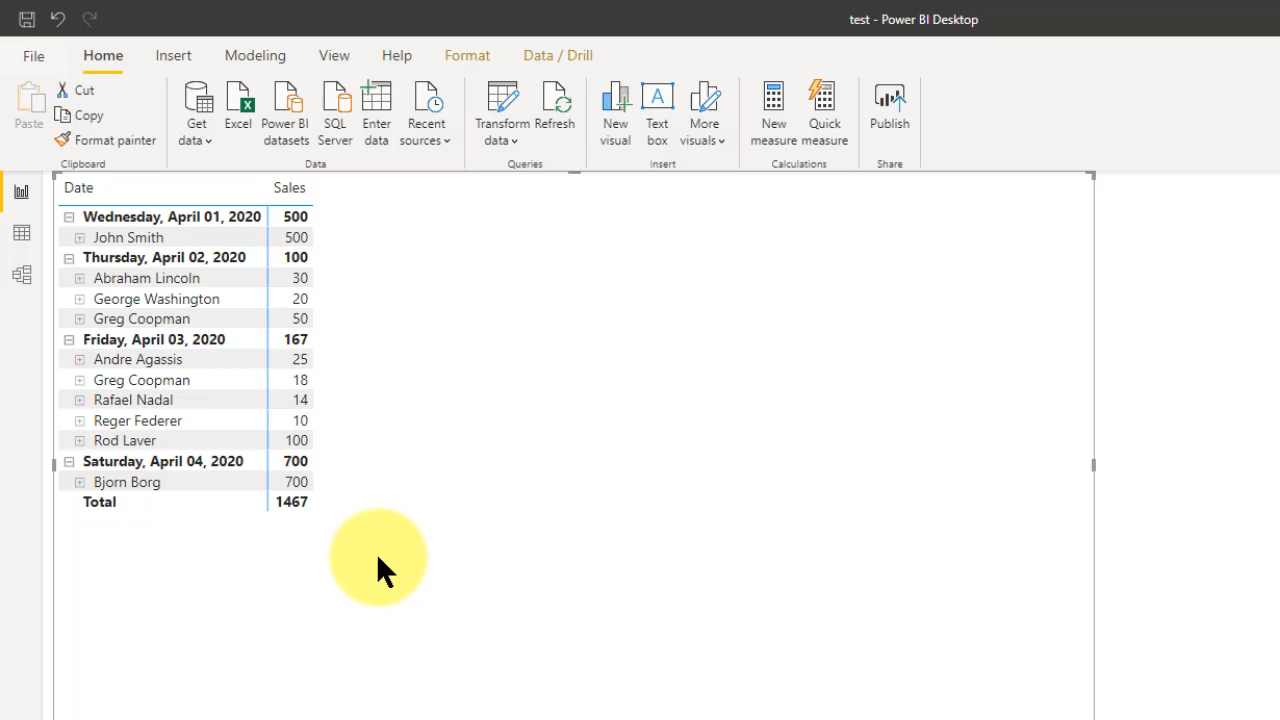 test - Power BI Desktop
File Home Insert Modeling View Help Format Data / Drill
Paste
Cut
Copy
Format painter
Clipboard
Get data
Excel
Power BI datasets
SQL Server
Enter data
Recent sources
Data
Transform data
Refresh
Queries
New visual
Text box
More visuals
Insert
New measure
Quick measure
Calculations
Publish
Share
Date Sales
Wednesday, April 01, 2020 500
John Smith 500
Thursday, April 02, 2020 100
Abraham Lincoln 30
George Washington 20
Greg Coopman 50
Friday, April 03, 2020 167
Andre Agassis 25
Greg Coopman 18
Rafael Nadal 14
Reger Federer 10
Rod Laver 100
Saturday, April 04, 2020 700
Bjorn Borg 700
Total 1467